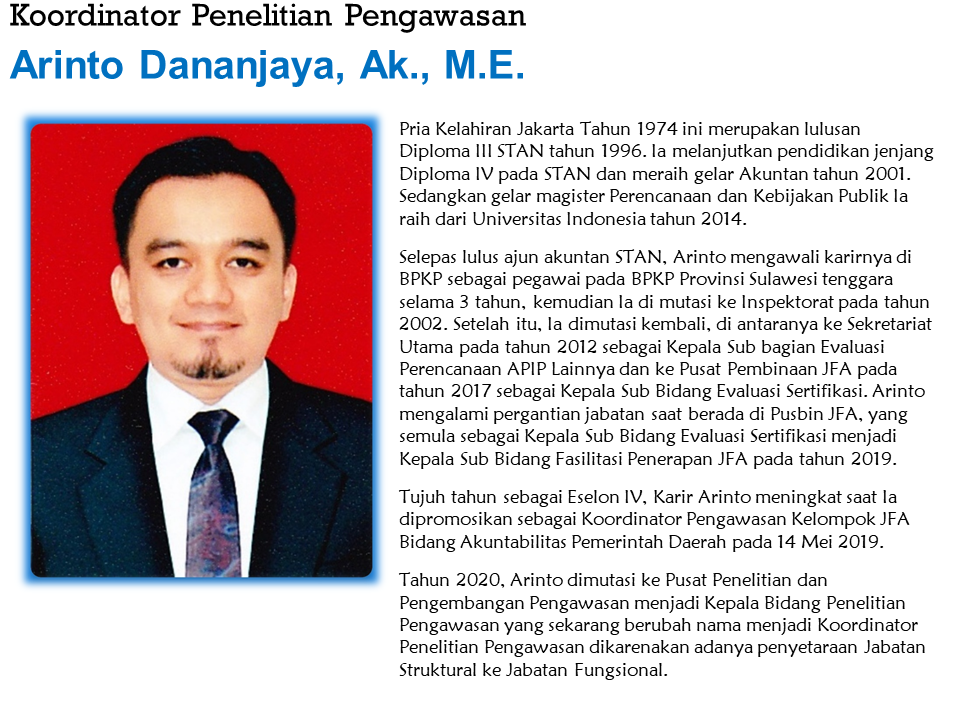 Koordinator Penelitian Pengawasan
Arinto Dananjaya, Ak., M.E.
Pria Kelahiran Jakarta Tahun 1974 ini merupakan lulusan
Diploma III STAN tahun 1996. Ia melanjutkan pendidikan jenjang
Diploma IV pada STAN dan meraih gelar Akuntan tahun 2001.
Sedangkan gelar magister Perencanaan dan Kebijakan Publik Ia
raih dari Universitas Indonesia tahun 2014.
Selepas lulus ajun akuntan STAN, Arinto mengawali karirnya di
BPKP sebagai pegawai pada BPKP Provinsi Sulawesi tenggara
selama 3 tahun, kemudian Ia di mutasi ke Inspektorat pada tahun
2002. Setelah itu, Ia dimutasi kembali, di antaranya ke Sekretariat
Utama pada tahun 2012 sebagai Kepala Sub bagian Evaluasi
Perencanaan APIP Lainnya dan ke Pusat Pembinaan JFA pada
tahun 2017 sebagai Kepala Sub Bidang Evaluasi Sertifikasi. Arinto
mengalami pergantian jabatan saat berada di Pusbin JFA, yang
semula sebagai Kepala Sub Bidang Evaluasi Sertifikasi menjadi
Kepala Sub Bidang Fasilitasi Penerapan JFA pada tahun 2019.
Tujuh tahun sebagai Eselon IV, Karir Arinto meningkat saat Ia
dipromosikan sebagai Koordinator Pengawasan Kelompok JFA
Bidang Akuntabilitas Pemerintah Daerah pada 14 Mei 2019.
Tahun 2020, Arinto dimutasi ke Pusat Penelitian dan
Pengembangan Pengawasan menjadi Kepala Bidang Penelitian
Pengawasan yang sekarang berubah nama menjadi Koordinator
Penelitian Pengawasan dikarenakan adanya penyetaraan Jabatan
Struktural ke Jabatan Fungsional.